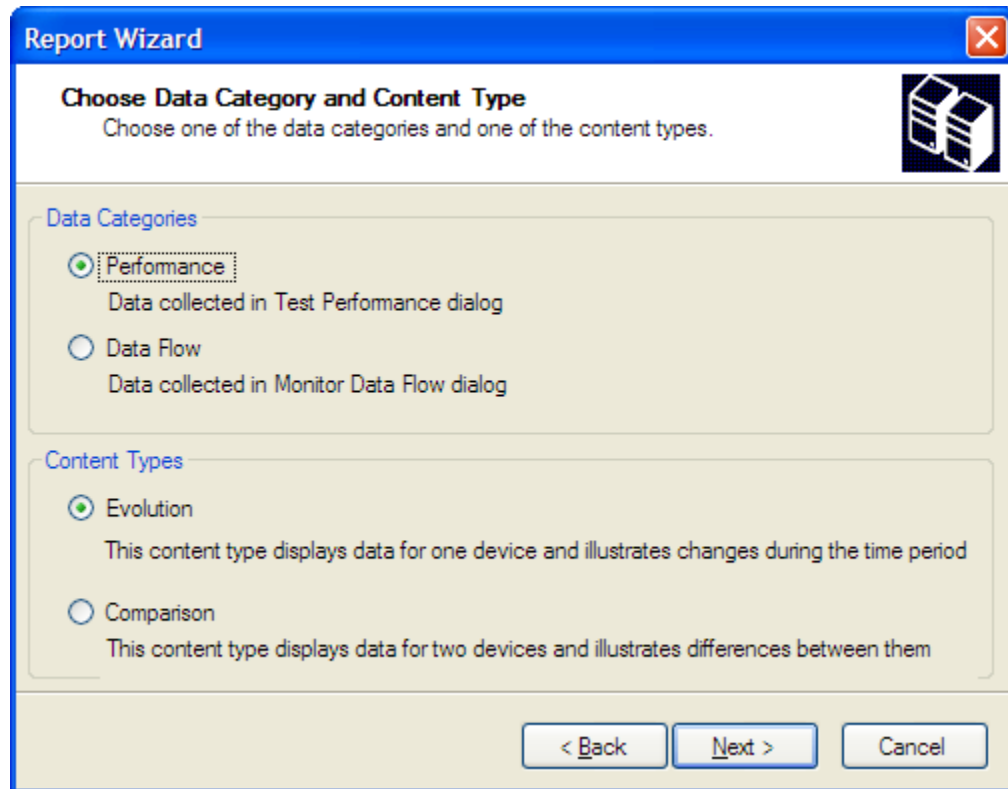 Report Wizard
Choose Data Category and Content Type
Choose one of the data categories and one of the content types.
Data Categories
Performance
Data collected in Test Performance dialog
Data Flow
Data collected in Monitor Data Flow dialog
Content Types
Evolution
This content type displays data for one device and illustrates changes during the time period
Comparison
This content type displays data for two devices and illustrates differences between them
< Back Next > Cancel